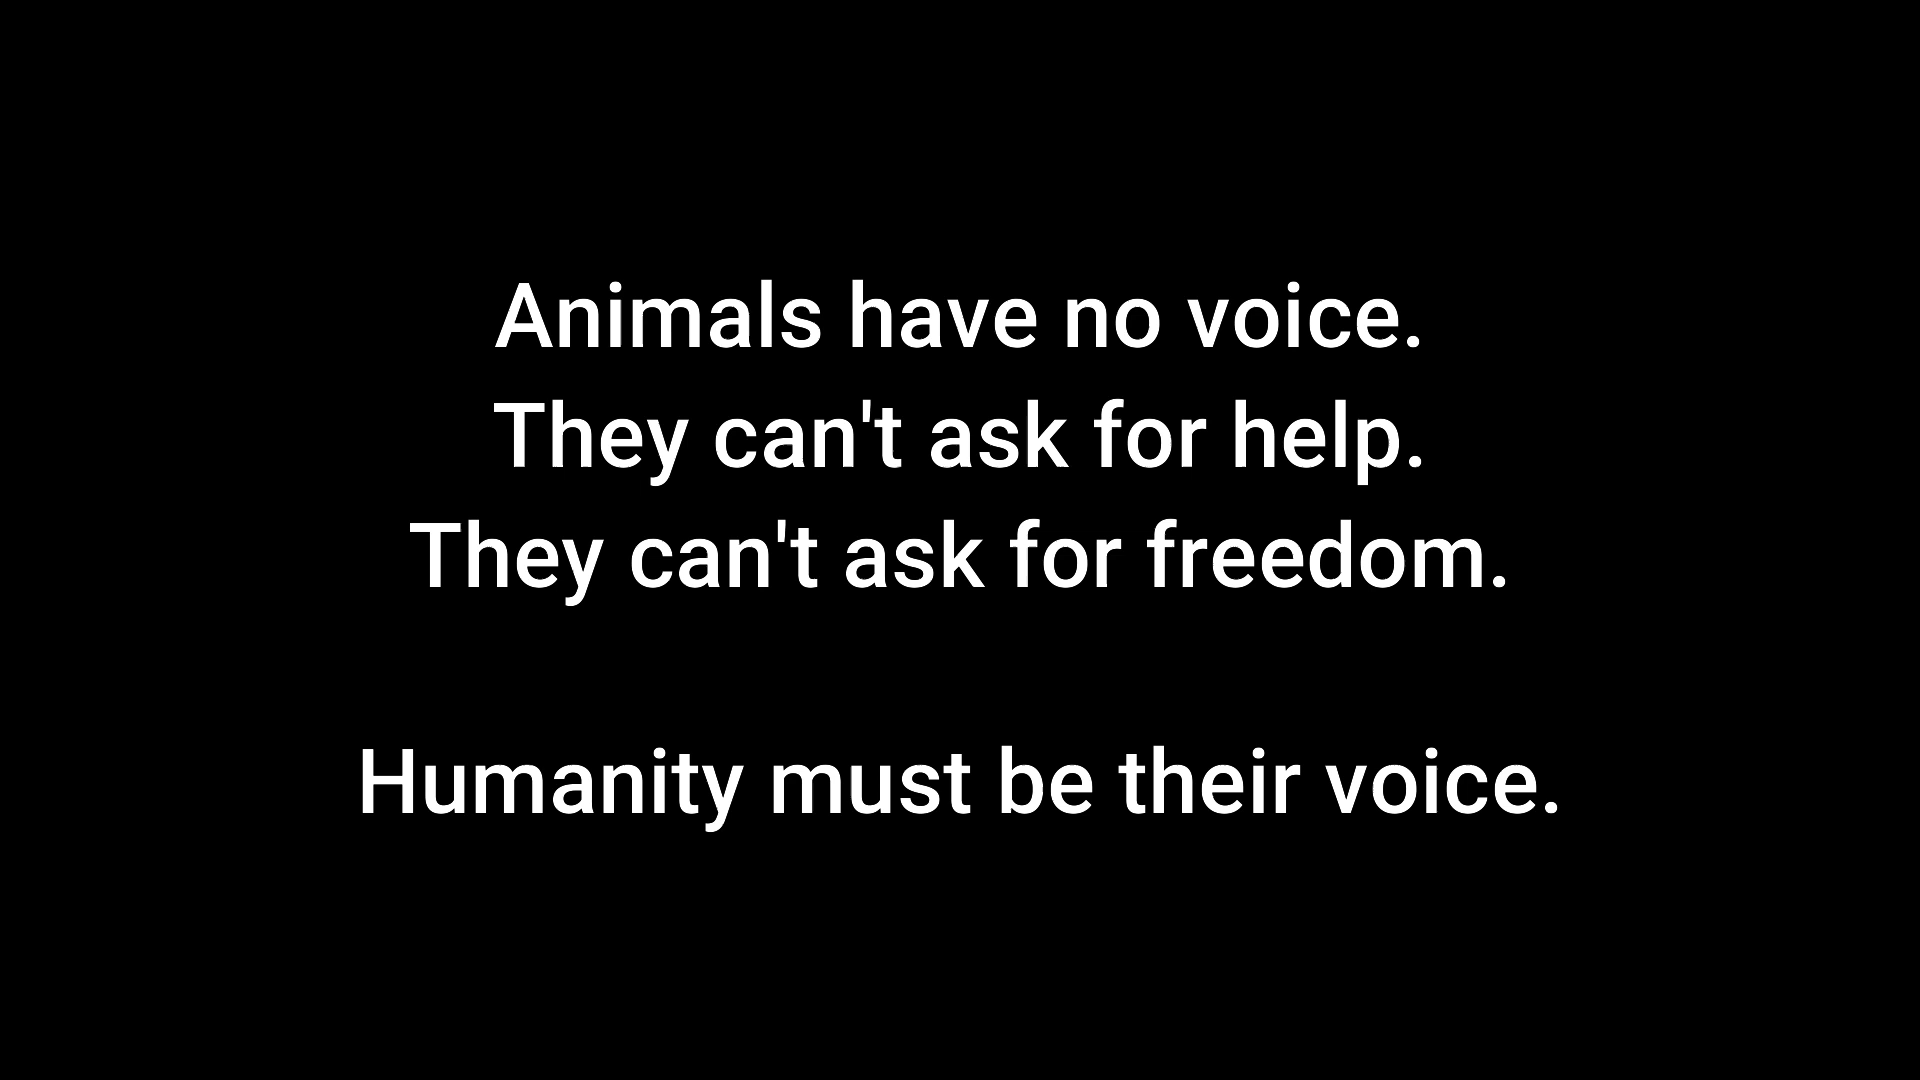 Animals have no voice.
They can't ask for help.
They can't ask for freedom.
Humanity must be their voice.